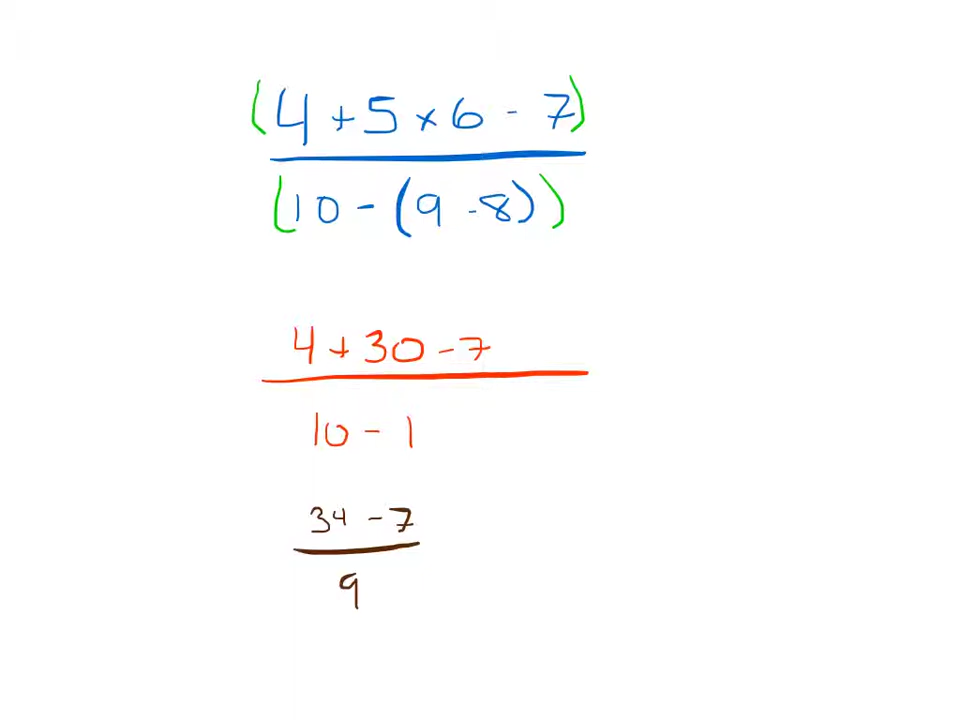 (4 + 5 × 6 - 7)
(10 - (9 - 8))
4 + 30 - 7
10 - 1
34 - 7
9